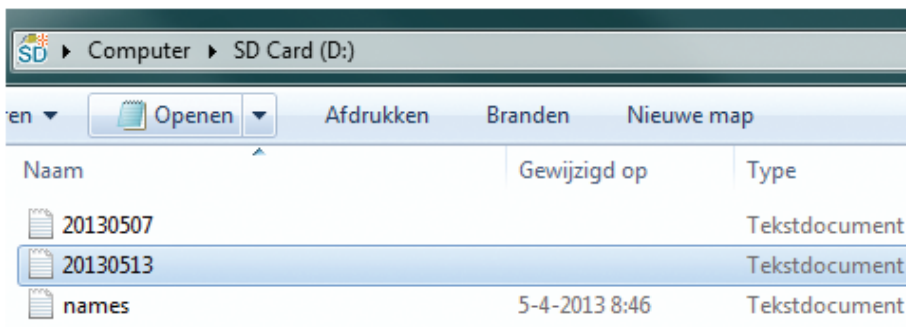 SD Computer SD Card (D:)
Openen Afdrukken Branden Nieuwe map
Naam Gewijzigd op Type
20130507 Tekstdocument
20130513 Tekstdocument
names 5-4-2013 8:46 Tekstdocument